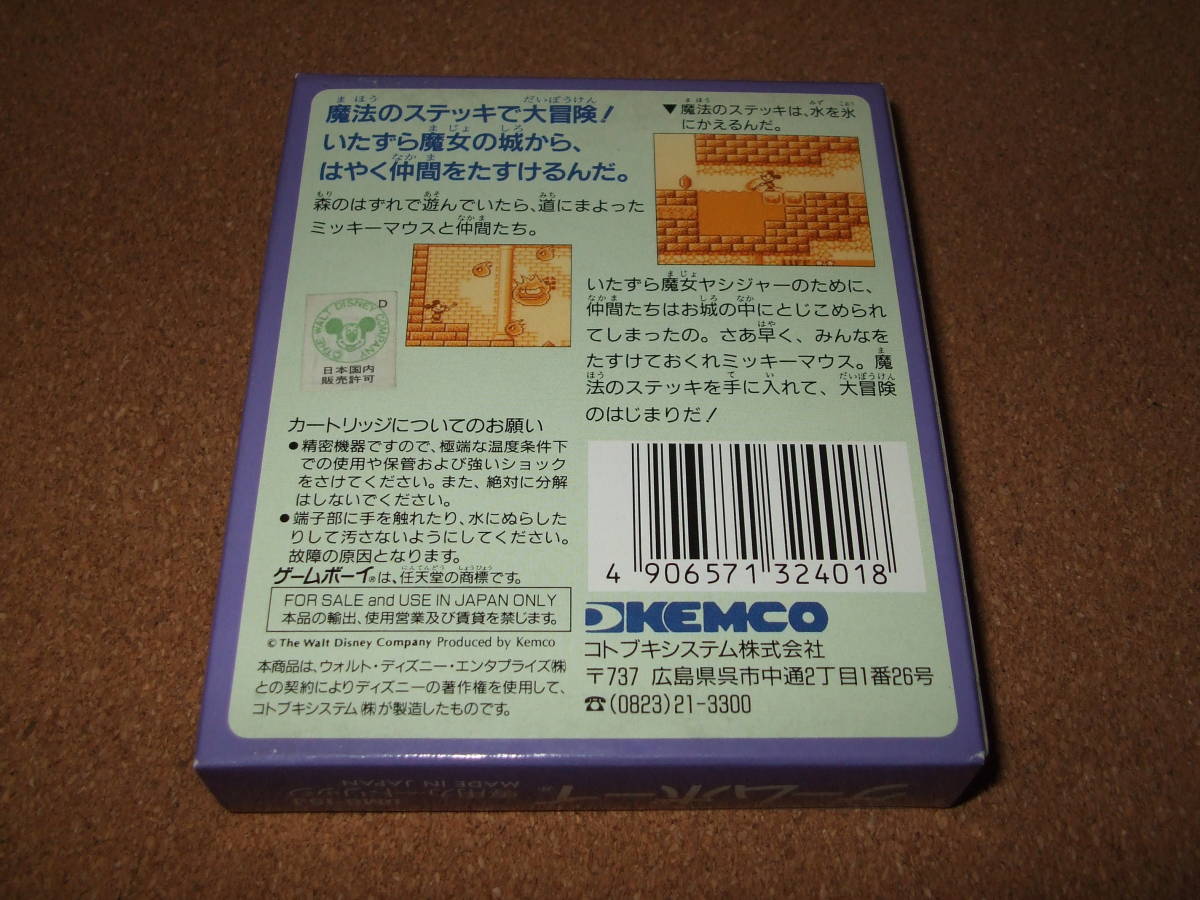 魔法のステッキで大冒険!
いたずら魔女の城から、
はやく仲間をたすけるんだ。
森のはずれで遊んでいたら、道にまよった
ミッキーマウスと仲間たち。
▼魔法のステッキは、水を氷
にかえるんだ。
いたずら魔女ヤシジャーのために、
仲間たちはお城の中にとじこめられ
てしまったの。さあ早く、みんなを
たすけておくれミッキーマウス。魔
法のステッキを手に入れて、大冒険
のはじまりだ!
D
©THE WALT DISNEY COMPANY
日本国内
販売許可
カートリッジについてのお願い
●精密機器ですので、極端な温度条件下
での使用や保管および強いショック
をさけてください。また、絶対に分解
はしないでください。
●端子部に手を触れたり、水にぬらした
りして汚さないようにしてください。
故障の原因となります。
ゲームボーイ®は、任天堂の商標です。
FOR SALE and USE IN JAPAN ONLY
本品の輸出、使用営業及び賃貸を禁じます。
© The Walt Disney Company Produced by Kemco
本商品は、ウォルト・ディズニー・エンタプライズ㈱
との契約によりディズニーの著作権を使用して、
コトブキシステム㈱が製造したものです。
4 906571 324018
KEMCO
コトブキシステム株式会社
〒737 広島県呉市中通2丁目1番26号
☎(0823)21-3300
ゲームボーイ
専用カートリッジ
MADE IN JAPAN